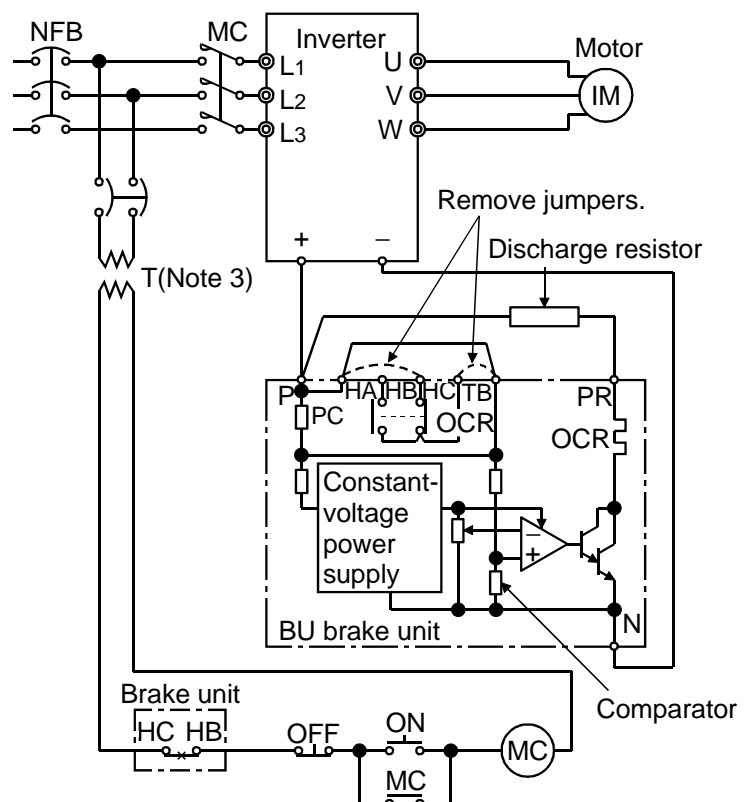 NFB
MC
Inverter
Motor
L1
U
L2
V
IM
L3
W
Remove jumpers.
+
−
Discharge resistor
T(Note 3)
P
HA
HB
HC
TB
PR
PC
OCR
OCR
Constant-
voltage
power
supply
−
+
BU brake unit
N
Brake unit
Comparator
HC HB
OFF
ON
MC
MC